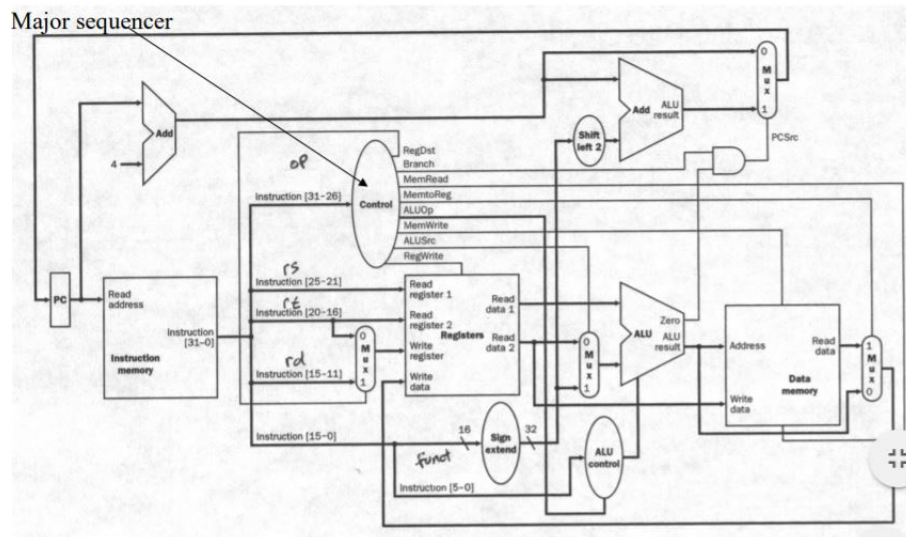 Major sequencer
0
M
u
x
1
Add
ALU
result
Add
4
Shift
left 2
PCSrc
op
RegDst
Branch
MemRead
MemtoReg
ALUOp
MemWrite
ALUSrc
RegWrite
Instruction [31-26]
Control
PC
Read
address
Instruction
[31-0]
Instruction
memory
rs
Instruction [25-21]
rt
Instruction [20-16]
rd
Instruction [15-11]
0
M
u
x
1
Read
register 1
Read
register 2
Write
register
Write
data
Registers
Read
data 1
Read
data 2
0
M
u
x
1
Zero
ALU
ALU
result
Address
Write
data
Read
data
Data
memory
1
M
u
x
0
Instruction [15-0]
16
Sign
extend
32
funct
ALU
control
Instruction [5-0]